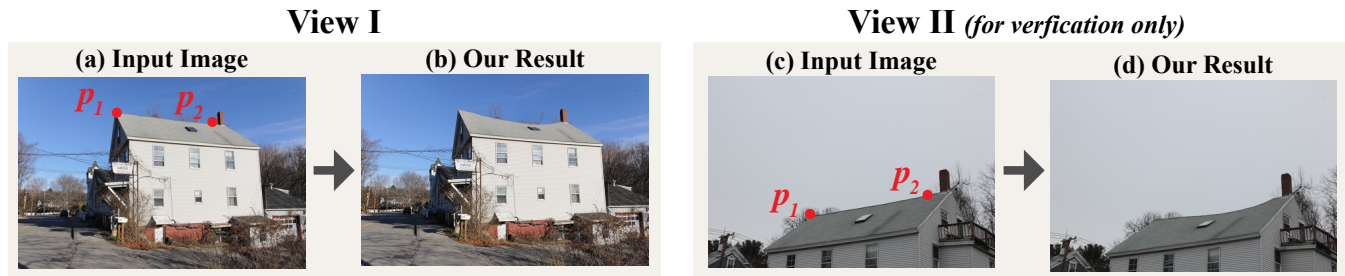 View I
View II (for verfication only)
(a) Input Image
(b) Our Result
(c) Input Image
(d) Our Result
p1
p2
p1
p2